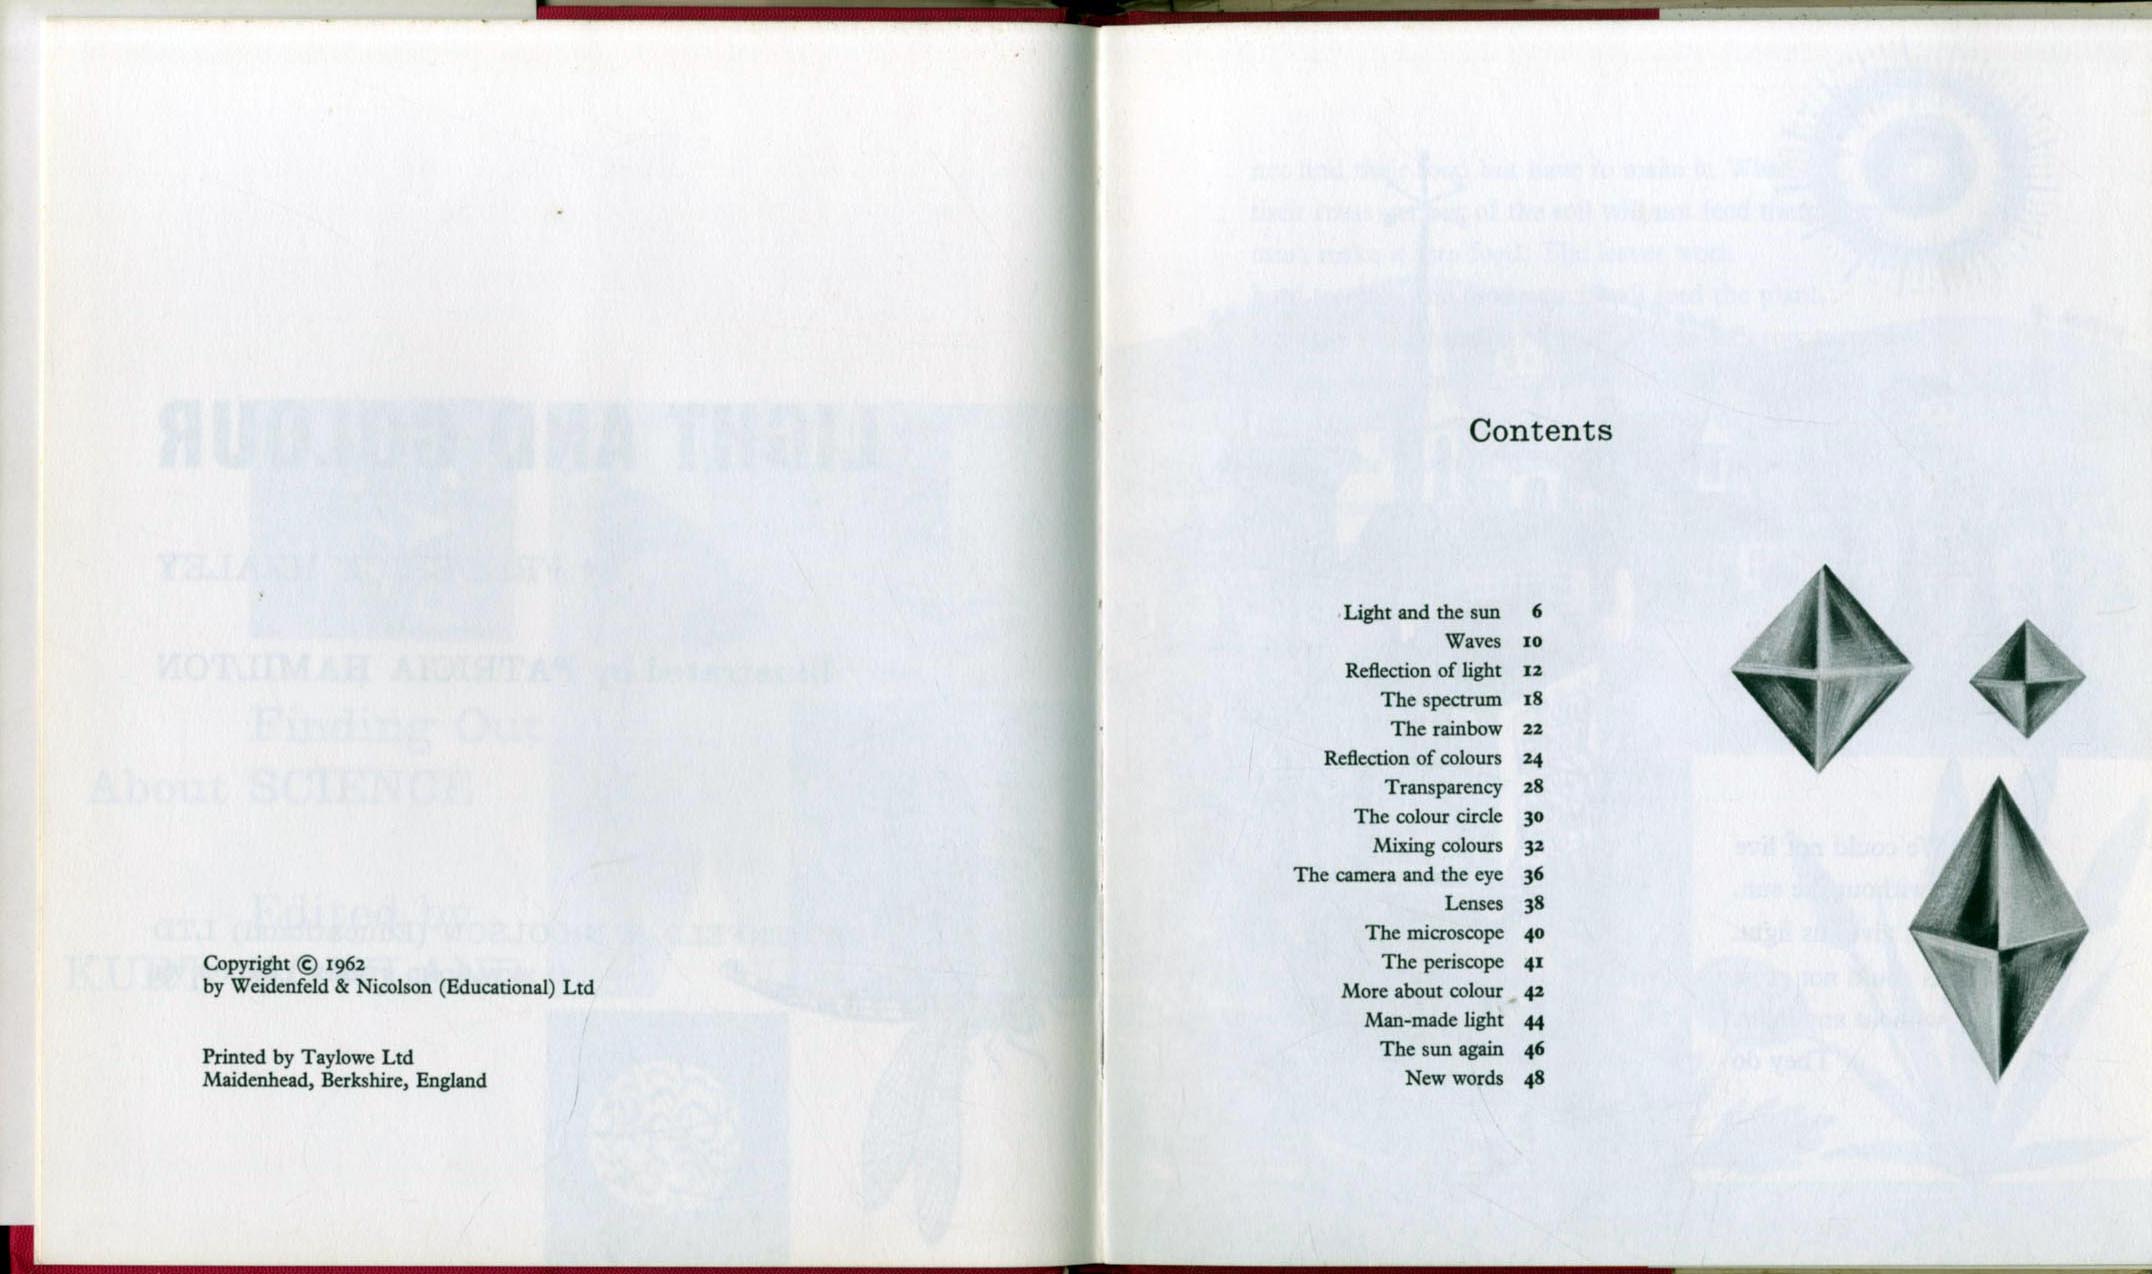 Copyright © 1962
by Weidenfeld & Nicolson (Educational) Ltd
Printed by Taylowe Ltd
Maidenhead, Berkshire, England
Contents
Light and the sun 6
Waves 10
Reflection of light 12
The spectrum 18
The rainbow 22
Reflection of colours 24
Transparency 28
The colour circle 30
Mixing colours 32
The camera and the eye 36
Lenses 38
The microscope 40
The periscope 41
More about colour 42
Man-made light 44
The sun again 46
New words 48